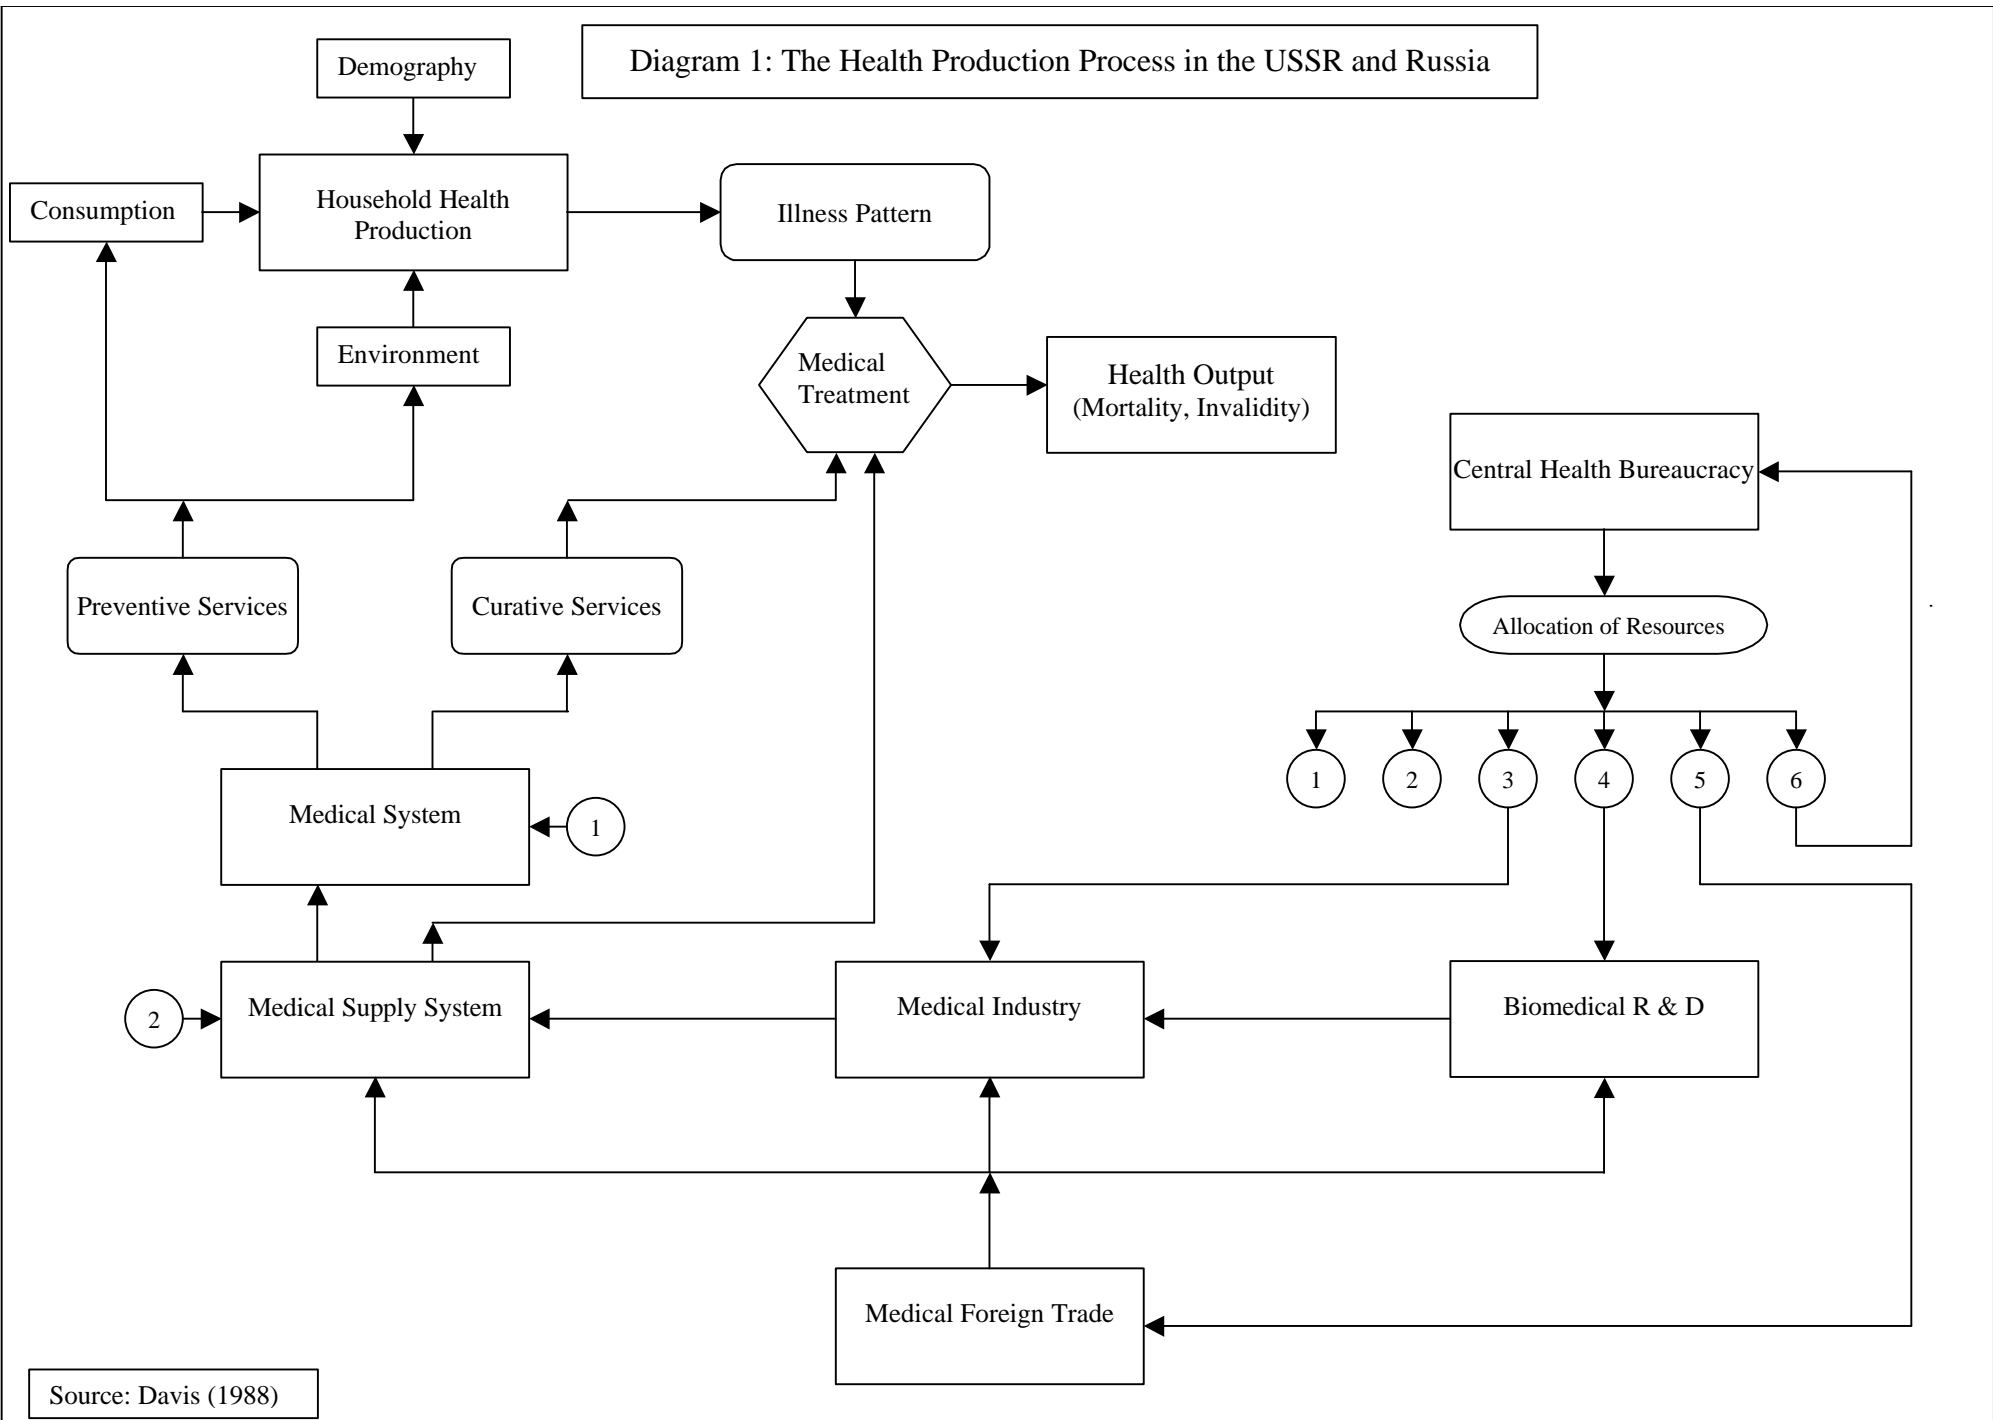 Diagram 1: The Health Production Process in the USSR and Russia
Demography
Consumption
Household Health
Production
Illness Pattern
Environment
Medical
Treatment
Health Output
(Mortality, Invalidity)
Central Health Bureaucracy
Preventive Services
Curative Services
Allocation of Resources
1
2
3
4
5
6
Medical System
1
2
Medical Supply System
Medical Industry
Biomedical R & D
Medical Foreign Trade
Source: Davis (1988)